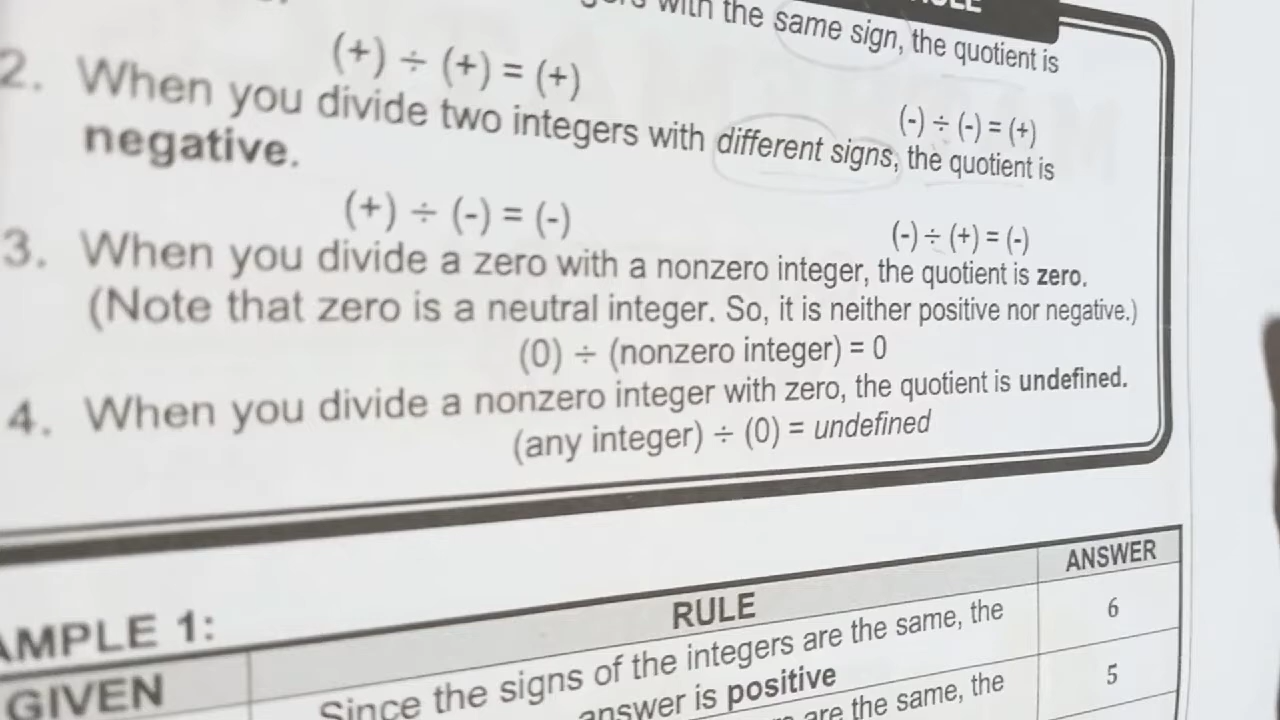 with the same sign, the quotient is
(+) ÷ (+) = (+)
(-) ÷ (-) = (+)
2. When you divide two integers with different signs, the quotient is
negative.
(+) ÷ (-) = (-)
(-) ÷ (+) = (-)
3. When you divide a zero with a nonzero integer, the quotient is zero.
(Note that zero is a neutral integer. So, it is neither positive nor negative.)
(0) ÷ (nonzero integer) = 0
4. When you divide a nonzero integer with zero, the quotient is undefined.
(any integer) ÷ (0) = undefined
AMPLE 1:
GIVEN RULE ANSWER
Since the signs of the integers are the same, the 6
answer is positive
are the same, the 5